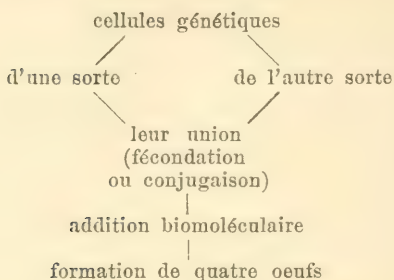 cellules génétiques
d'une sorte de l'autre sorte
leur union
(fécondation
ou conjugaison)
addition biomoléculaire
formation de quatre oeufs